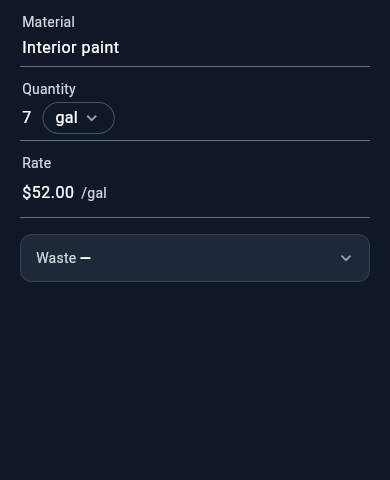 Material
Interior paint
Quantity
7 gal
Rate
$52.00 /gal
Waste —